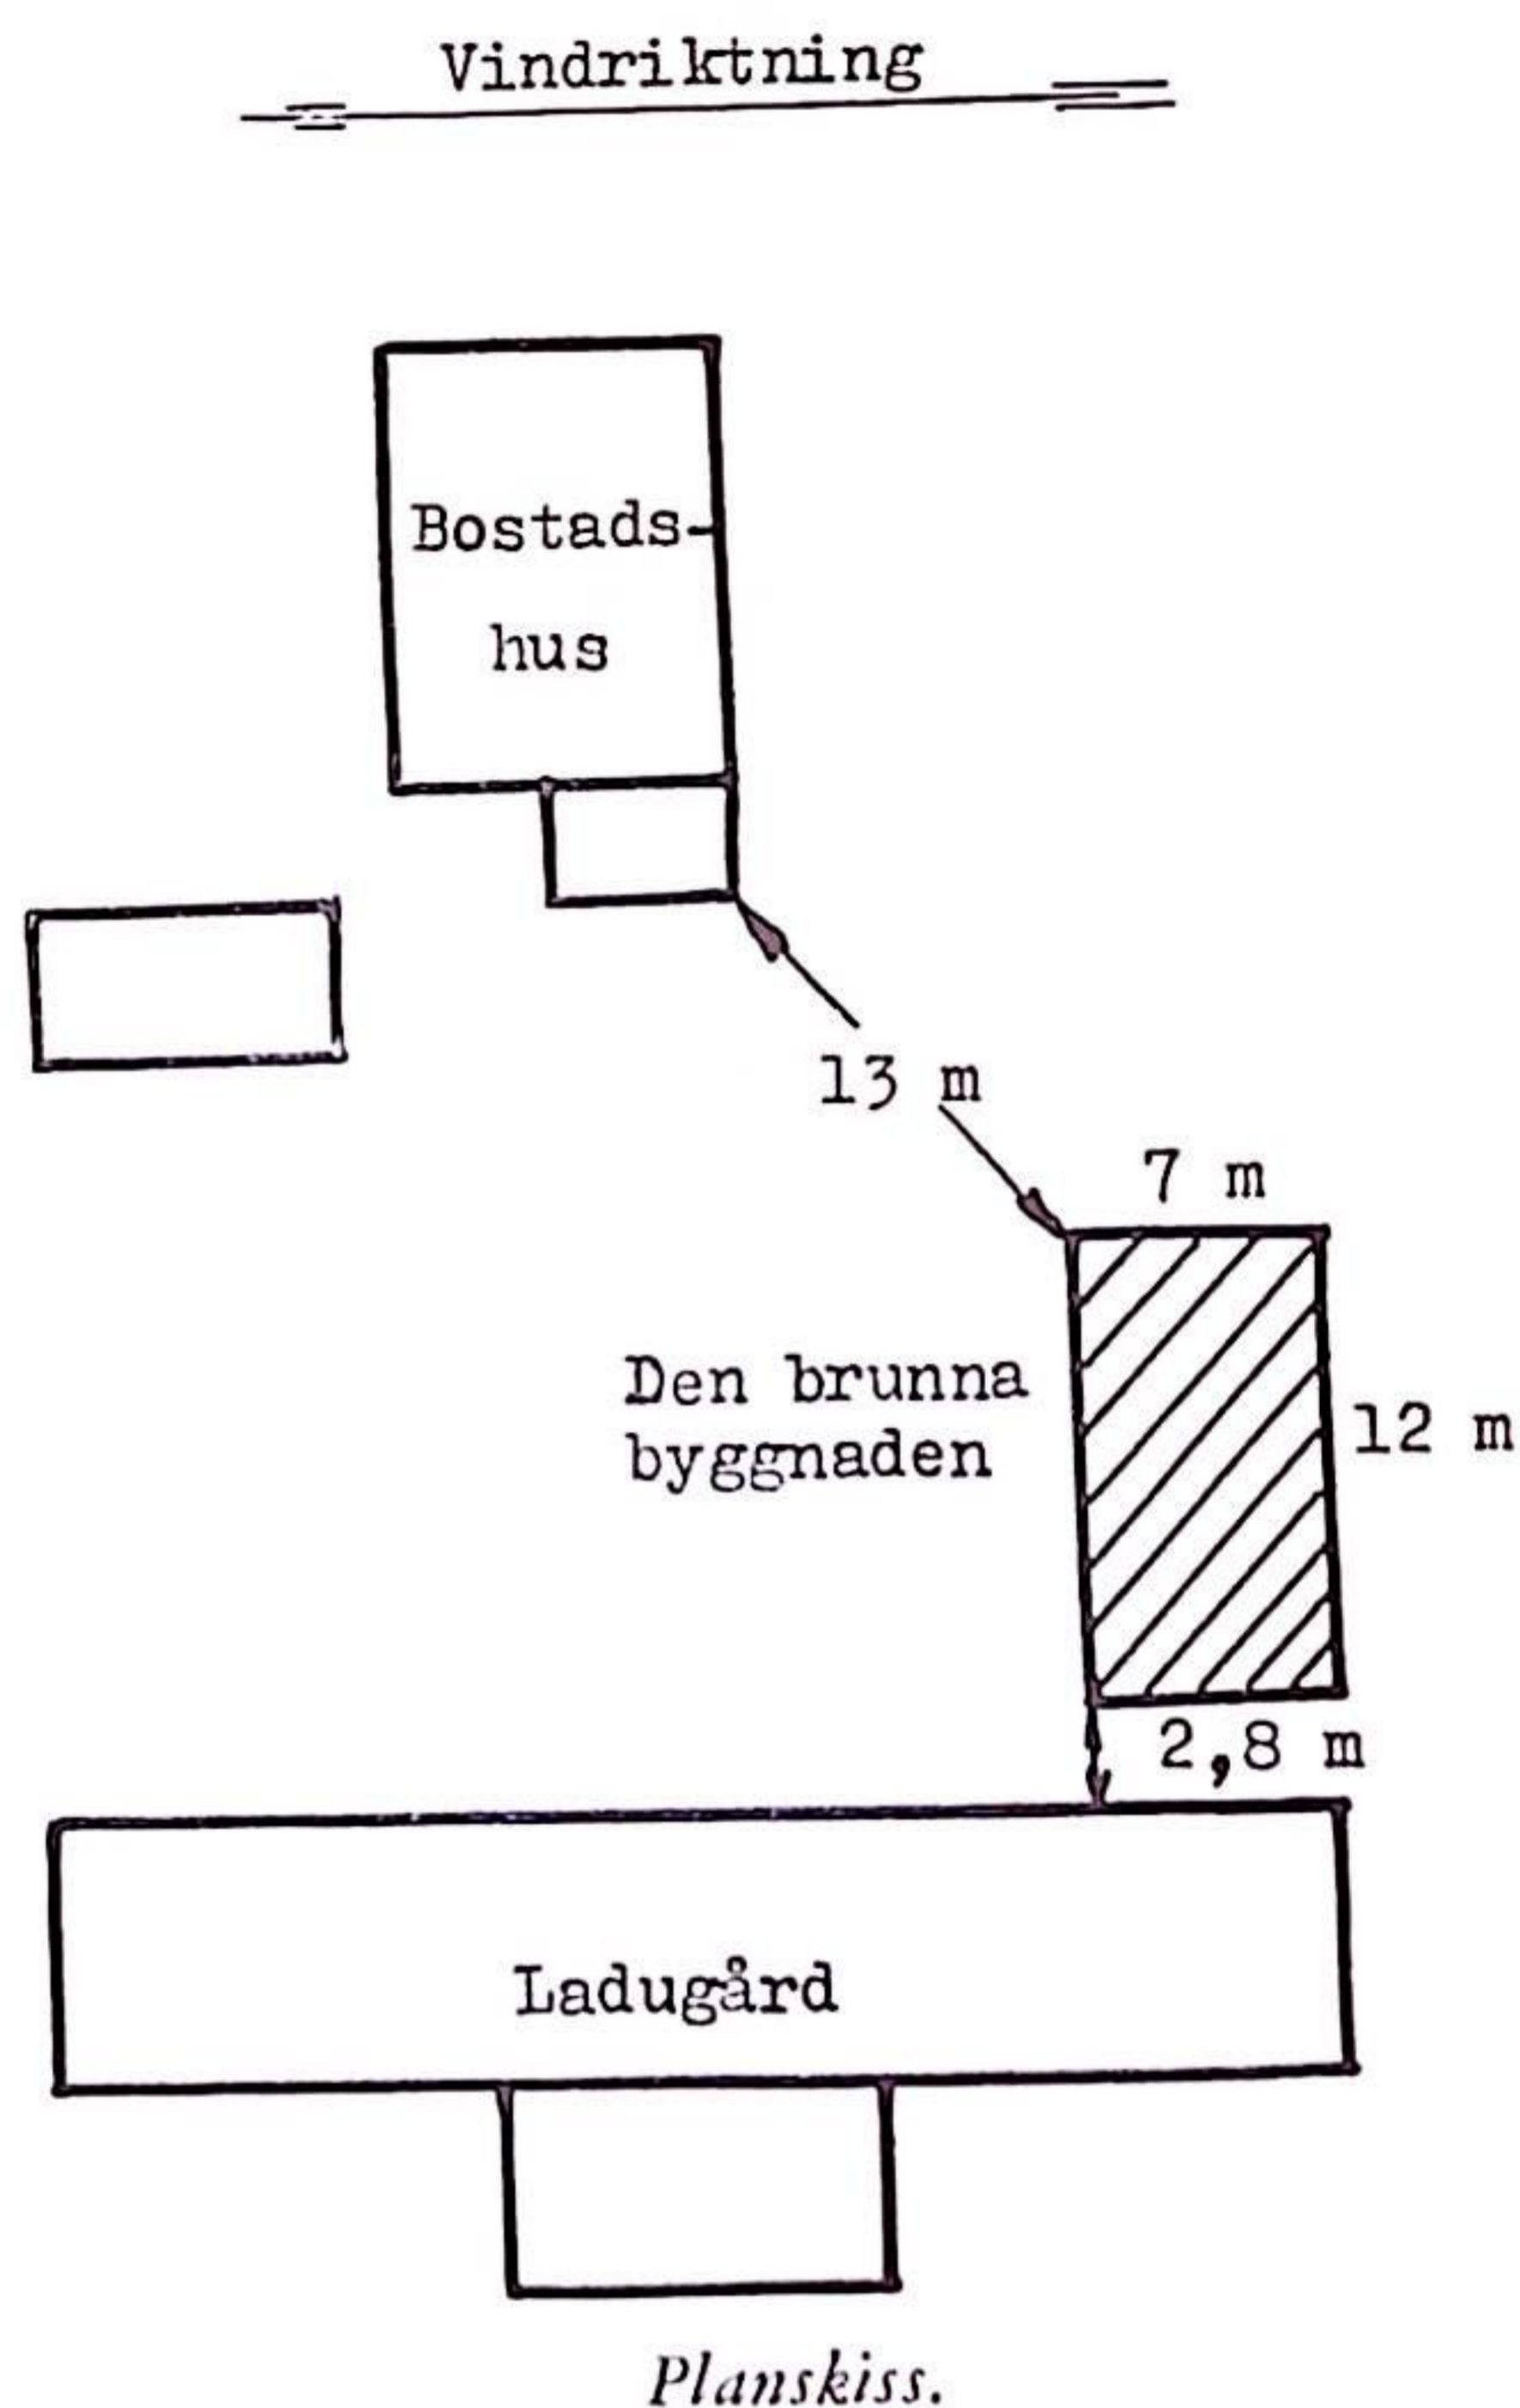 Vindriktning
Bostads-
hus
13 m
7 m
Den brunna
byggnaden
12 m
2,8 m
Ladugård
Planskiss.